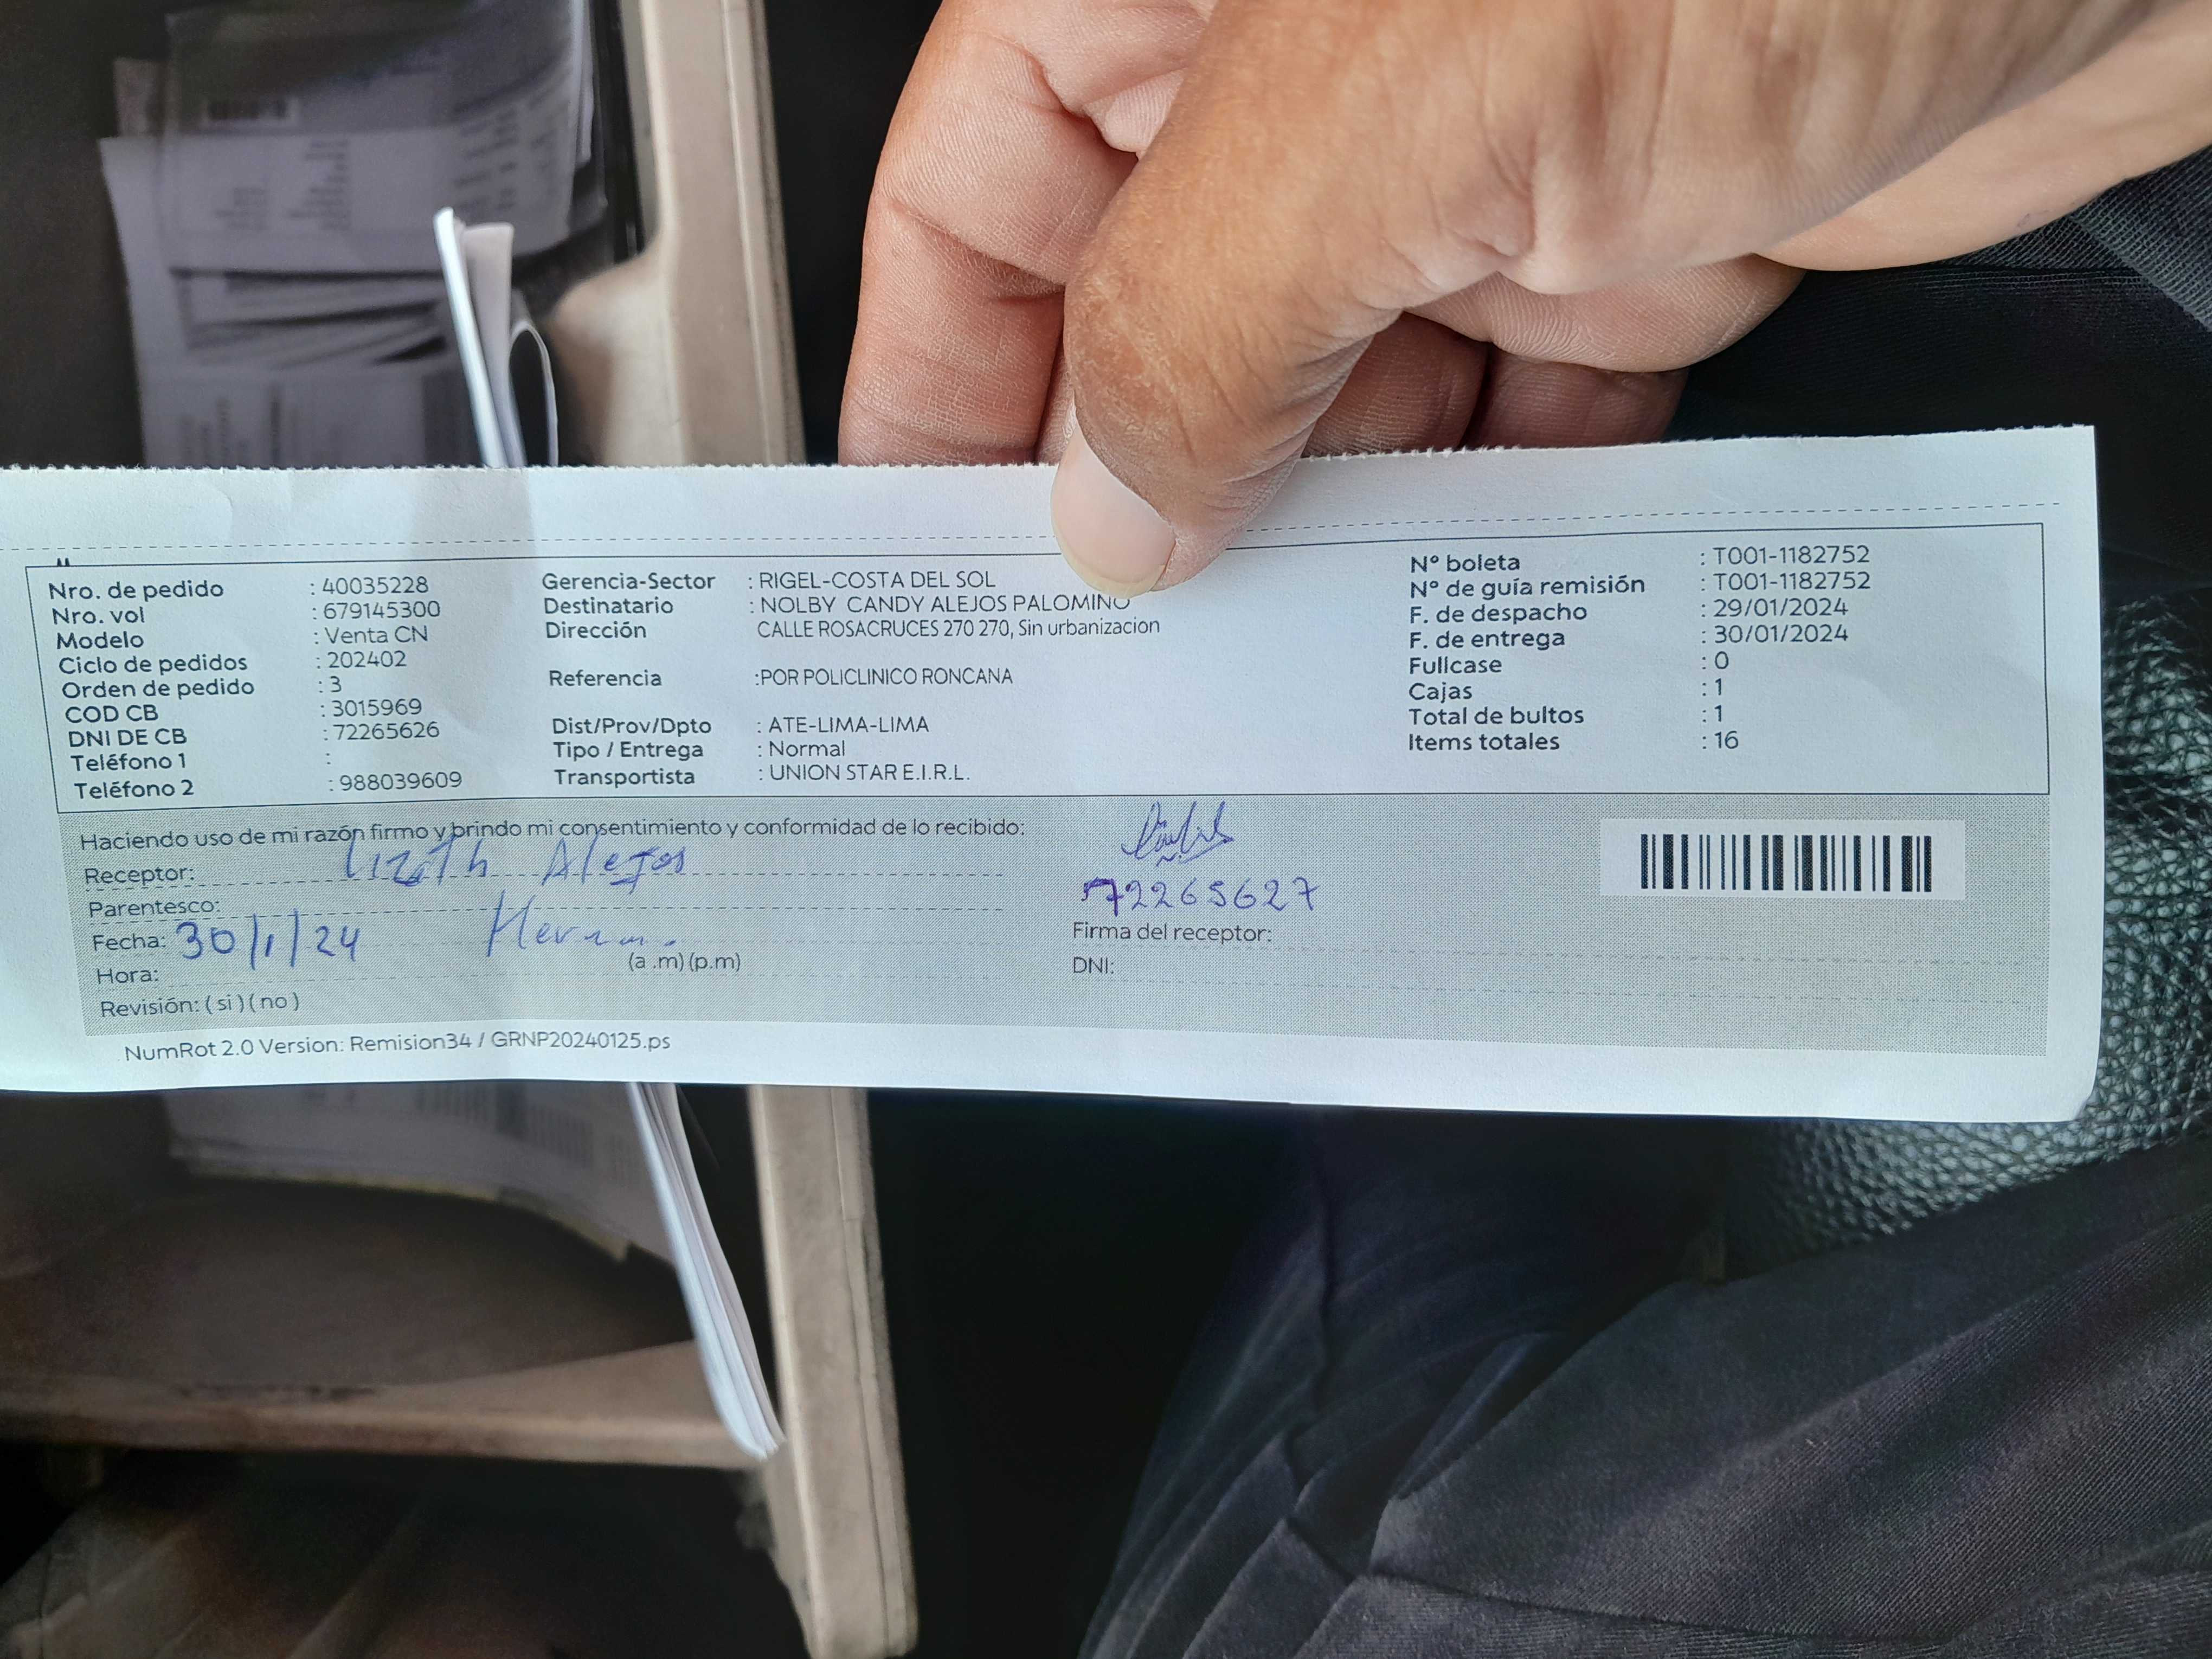 Nro. de pedido : 40035228
Nro. vol : 679145300
Modelo : Venta CN
Ciclo de pedidos : 202402
Orden de pedido : 3
COD CB : 3015969
DNI DE CB : 72265626
Teléfono 1 :
Teléfono 2 : 988039609
Gerencia-Sector : RIGEL-COSTA DEL SOL
Destinatario : NOLBY CANDY ALEJOS PALOMINO
Dirección CALLE ROSACRUCES 270 270, Sin urbanizacion
Referencia :POR POLICLINICO RONCANA
Dist/Prov/Dpto : ATE-LIMA-LIMA
Tipo / Entrega : Normal
Transportista : UNION STAR E.I.R.L.
Nº boleta : T001-1182752
Nº de guía remisión : T001-1182752
F. de despacho : 29/01/2024
F. de entrega : 30/01/2024
Fullcase : 0
Cajas : 1
Total de bultos : 1
Items totales : 16
Haciendo uso de mi razón firmo y brindo mi consentimiento y conformidad de lo recibido:
Receptor: Lizeth Alejos
Parentesco:
Fecha: 30/1/24
Hora: (a .m) (p.m)
Revisión: ( si ) ( no )
72265627
Firma del receptor:
DNI:
NumRot 2.0 Version: Remision34 / GRNP20240125.ps